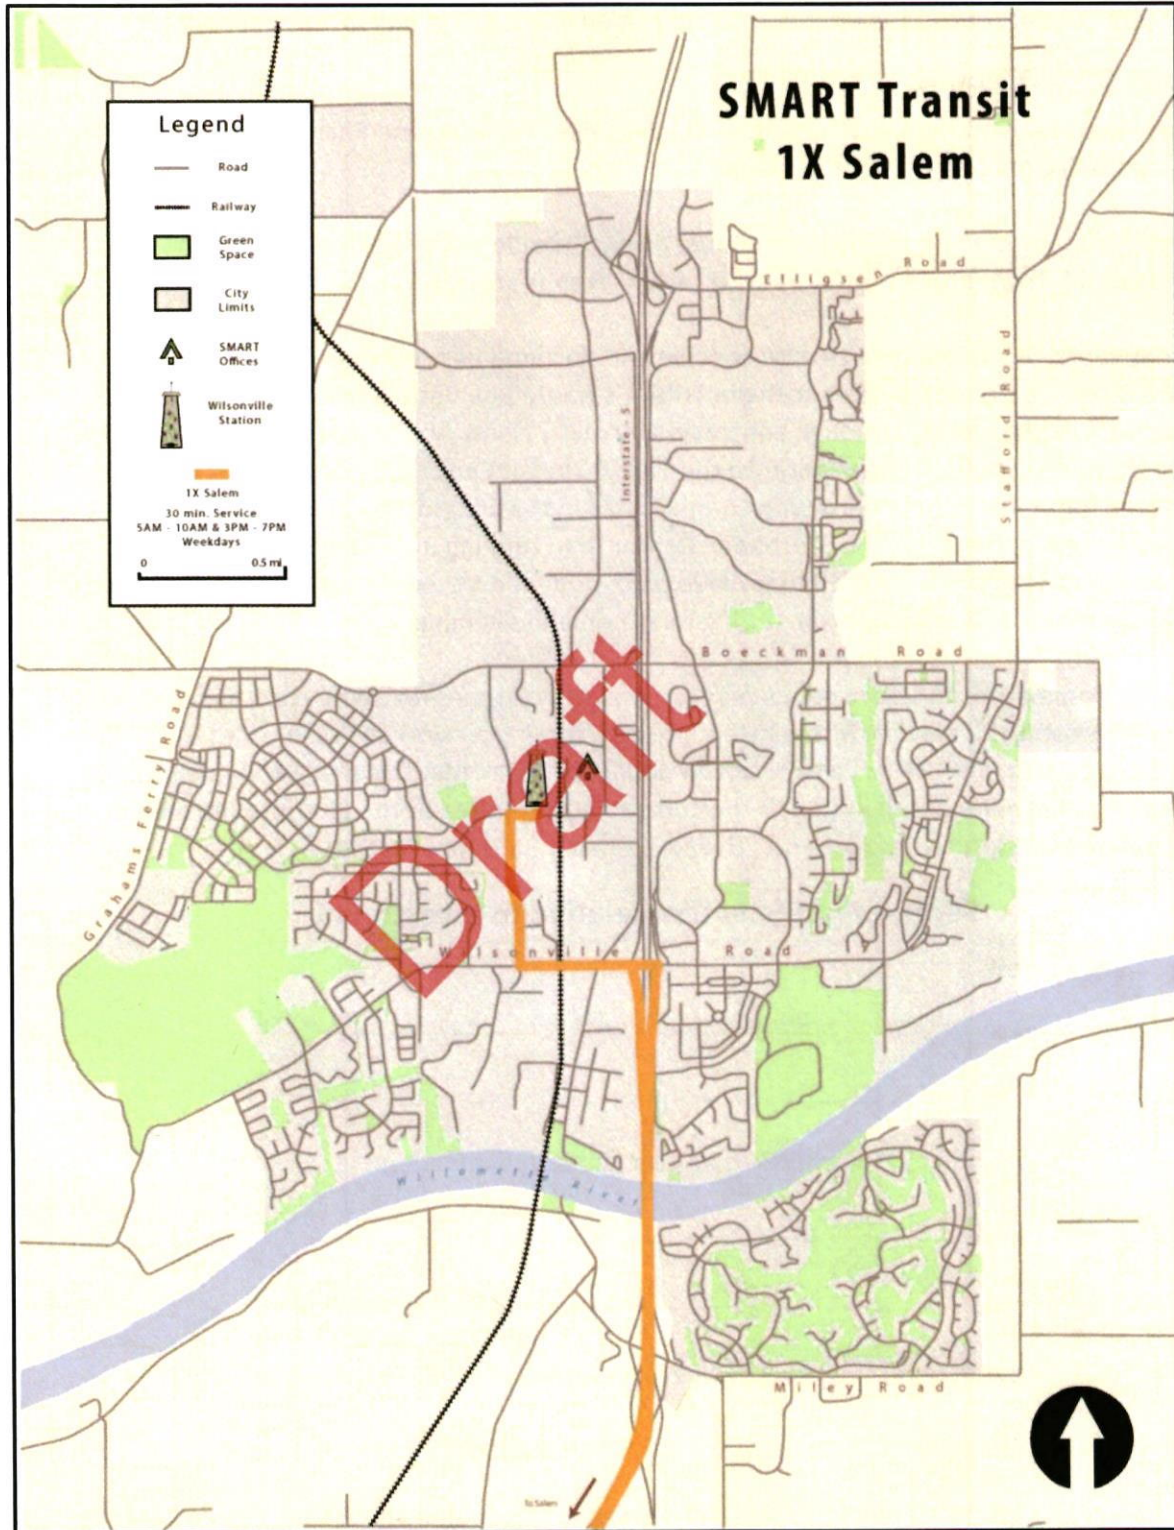 SMART Transit
1X Salem
Legend
Road
Railway
Green
Space
City
Limits
SMART
Offices
Wilsonville
Station
1X Salem
30 min. Service
5AM - 10AM & 3PM - 7PM
Weekdays
0 0.5 mi
Elligsen Road
Stafford Road
Interstate - 5
Boeckman Road
Grahams Ferry Road
Draft
Wilsonville Road
Willamette River
Miley Road
To Salem